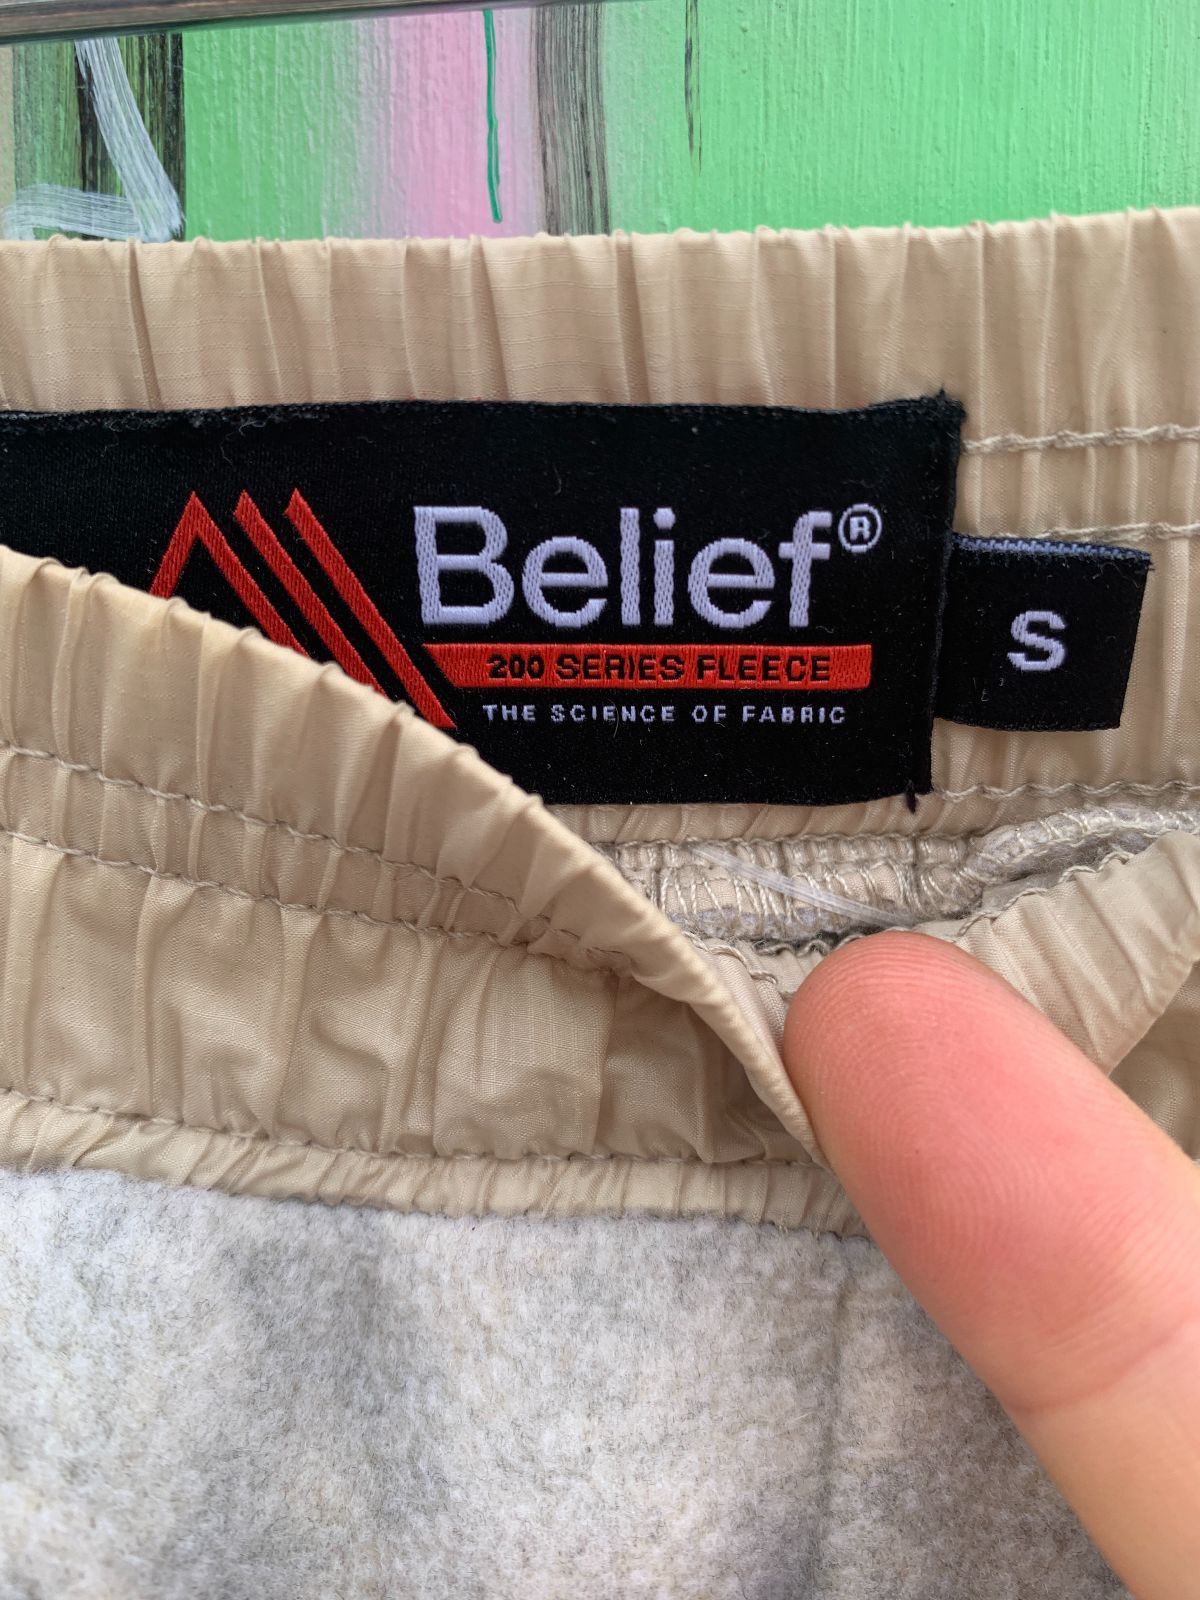 Belief®
200 SERIES FLEECE
THE SCIENCE OF FABRIC
S